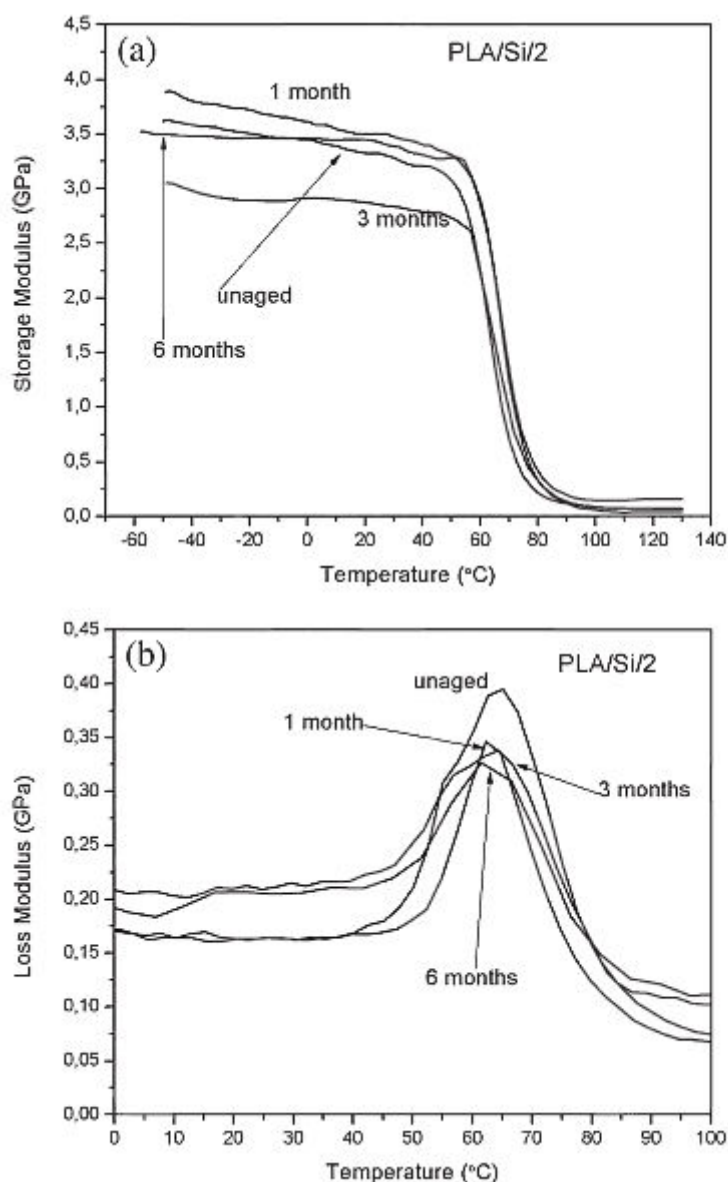 (a)
PLA/Si/2
4,5
4,0
3,5
3,0
2,5
2,0
1,5
1,0
0,5
0,0
Storage Modulus (GPa)
1 month
3 months
unaged
6 months
-60 -40 -20 0 20 40 60 80 100 120 140
Temperature (°C)
(b)
PLA/Si/2
0,45
0,40
0,35
0,30
0,25
0,20
0,15
0,10
0,05
0,00
Loss Modulus (GPa)
unaged
1 month
3 months
6 months
0 10 20 30 40 50 60 70 80 90 100
Temperature (°C)